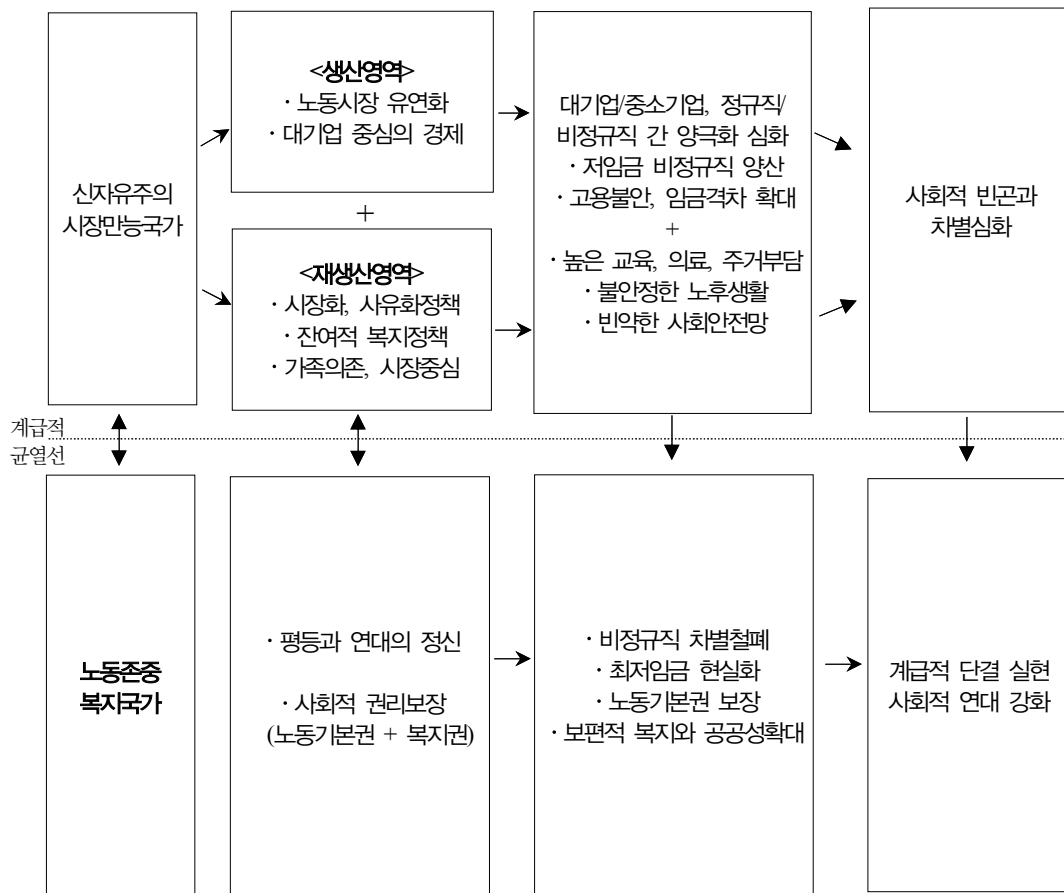 신자유주의
시장만능국가
<생산영역>
· 노동시장 유연화
· 대기업 중심의 경제
+
<재생산영역>
· 시장화, 사유화정책
· 잔여적 복지정책
· 가족의존, 시장중심
대기업/중소기업, 정규직/
비정규직 간 양극화 심화
· 저임금 비정규직 양산
· 고용불안, 임금격차 확대
+
· 높은 교육, 의료, 주거부담
· 불안정한 노후생활
· 빈약한 사회안전망
사회적 빈곤과
차별심화
계급적
균열선
노동존중
복지국가
· 평등과 연대의 정신
· 사회적 권리보장
(노동기본권 + 복지권)
· 비정규직 차별철폐
· 최저임금 현실화
· 노동기본권 보장
· 보편적 복지와 공공성확대
계급적 단결 실현
사회적 연대 강화